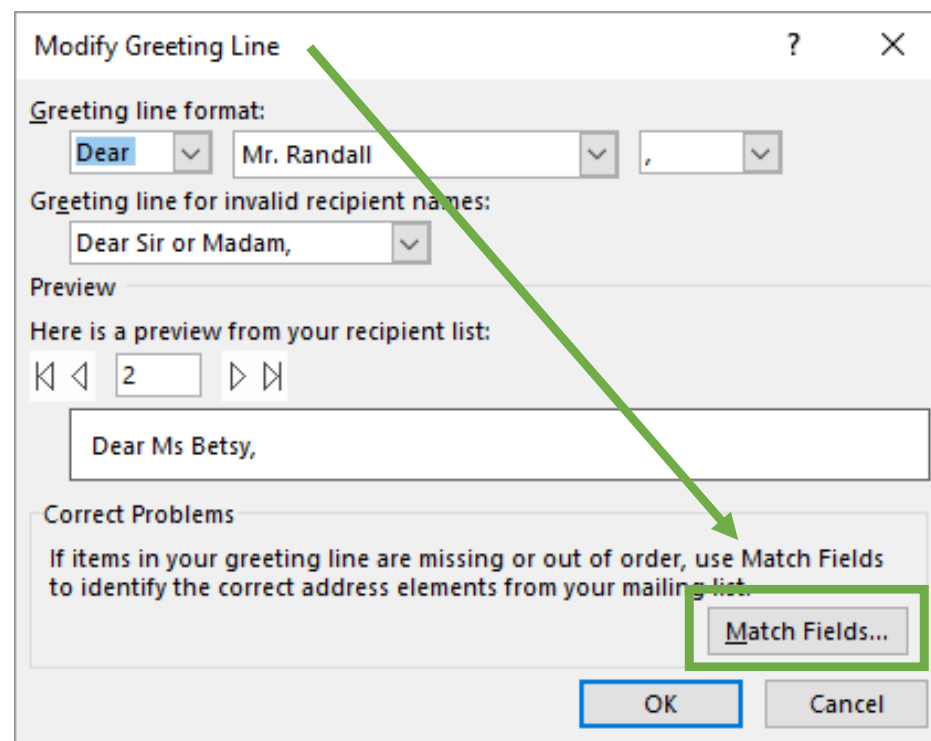 Modify Greeting Line ?
Greeting line format:
Dear Mr. Randall ,
Greeting line for invalid recipient names:
Dear Sir or Madam,
Preview
Here is a preview from your recipient list:
2
Dear Ms Betsy,
Correct Problems
If items in your greeting line are missing or out of order, use Match Fields
to identify the correct address elements from your mailing list.
Match Fields...
OK Cancel